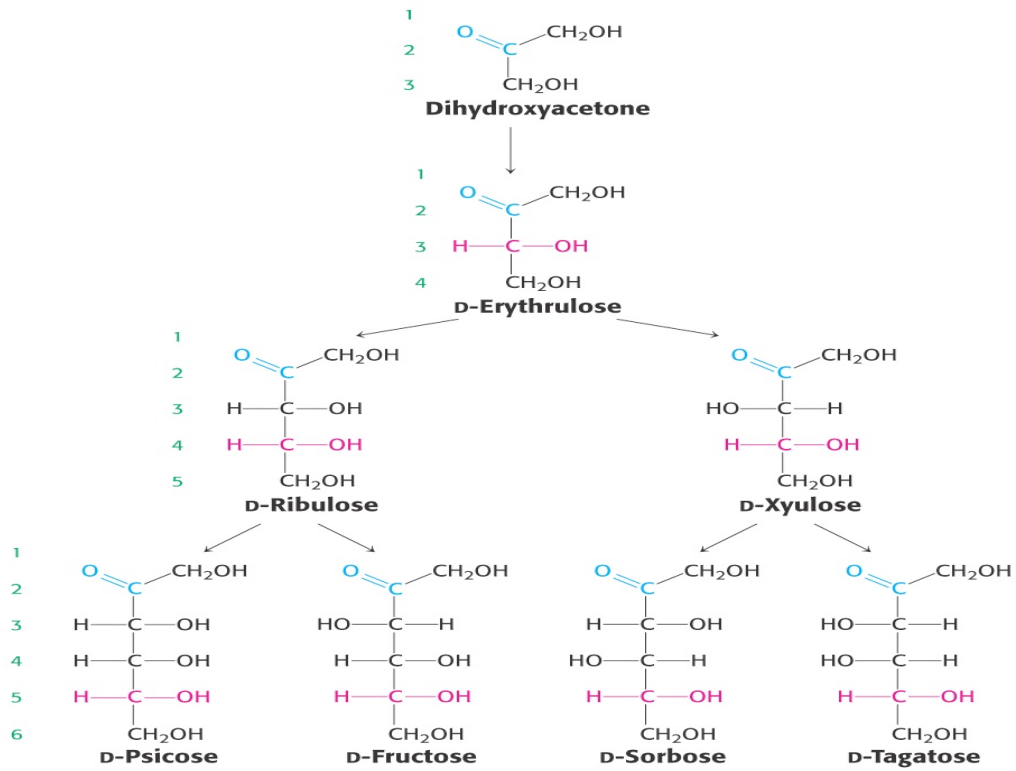 1
O CH₂OH
2 C
3 CH₂OH
Dihydroxyacetone
1
O CH₂OH
2 C
3 H C OH
4 CH₂OH
D-Erythrulose
1
O CH₂OH O CH₂OH
2 C C
3 H C OH HO C H
4 H C OH H C OH
5 CH₂OH CH₂OH
D-Ribulose D-Xyulose
1
O CH₂OH O CH₂OH O CH₂OH O CH₂OH
2 C C C C
3 H C OH HO C H H C OH HO C H
4 H C OH H C OH HO C H HO C H
5 H C OH H C OH H C OH H C OH
6 CH₂OH CH₂OH CH₂OH CH₂OH
D-Psicose D-Fructose D-Sorbose D-Tagatose